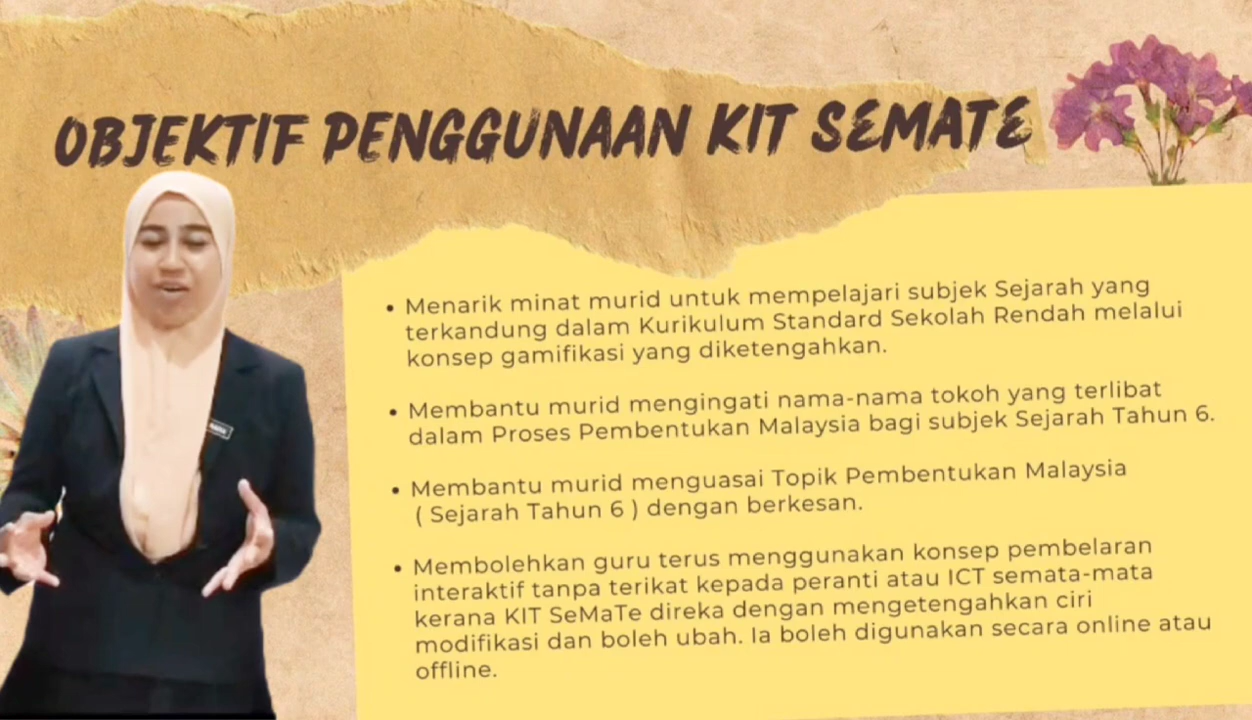 OBJEKTIF PENGGUNAAN KIT SEMATE
• Menarik minat murid untuk mempelajari subjek Sejarah yang
terkandung dalam Kurikulum Standard Sekolah Rendah melalui
konsep gamifikasi yang diketengahkan.
• Membantu murid mengingati nama-nama tokoh yang terlibat
dalam Proses Pembentukan Malaysia bagi subjek Sejarah Tahun 6.
• Membantu murid menguasai Topik Pembentukan Malaysia
( Sejarah Tahun 6 ) dengan berkesan.
• Membolehkan guru terus menggunakan konsep pembelaran
interaktif tanpa terikat kepada peranti atau ICT semata-mata
kerana KIT SeMaTe direka dengan mengetengahkan ciri
modifikasi dan boleh ubah. Ia boleh digunakan secara online atau
offline.